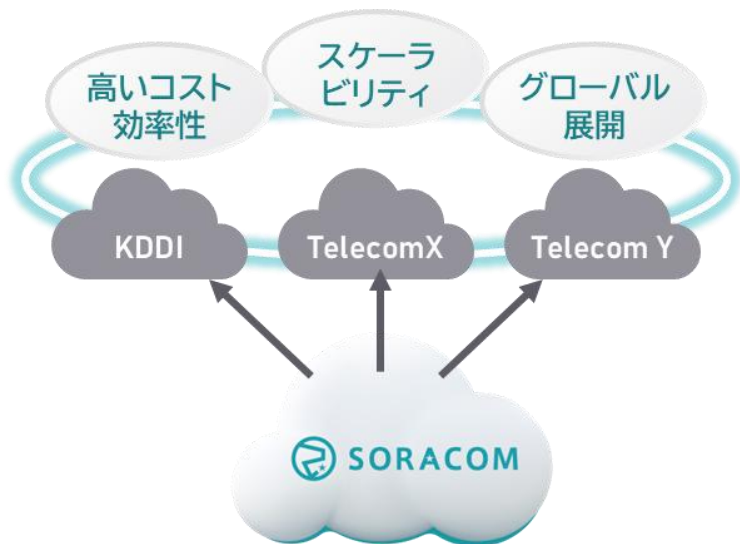 高いコスト
効率性
スケーラ
ビリティ
グローバル
展開
KDDI
TelecomX
Telecom Y
SORACOM